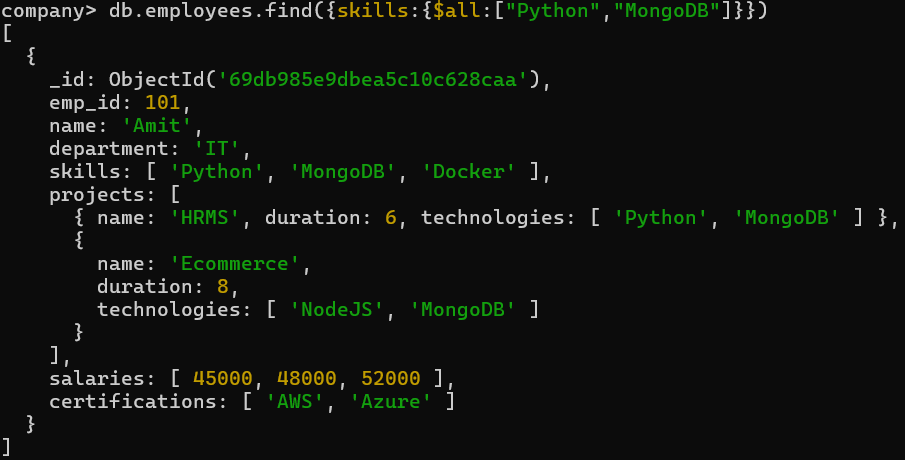 company> db.employees.find({skills:{$all:["Python","MongoDB"]}})
[
  {
    _id: ObjectId('69db985e9dbea5c10c628caa'),
    emp_id: 101,
    name: 'Amit',
    department: 'IT',
    skills: [ 'Python', 'MongoDB', 'Docker' ],
    projects: [
      { name: 'HRMS', duration: 6, technologies: [ 'Python', 'MongoDB' ] },
      {
        name: 'Ecommerce',
        duration: 8,
        technologies: [ 'NodeJS', 'MongoDB' ]
      }
    ],
    salaries: [ 45000, 48000, 52000 ],
    certifications: [ 'AWS', 'Azure' ]
  }
]